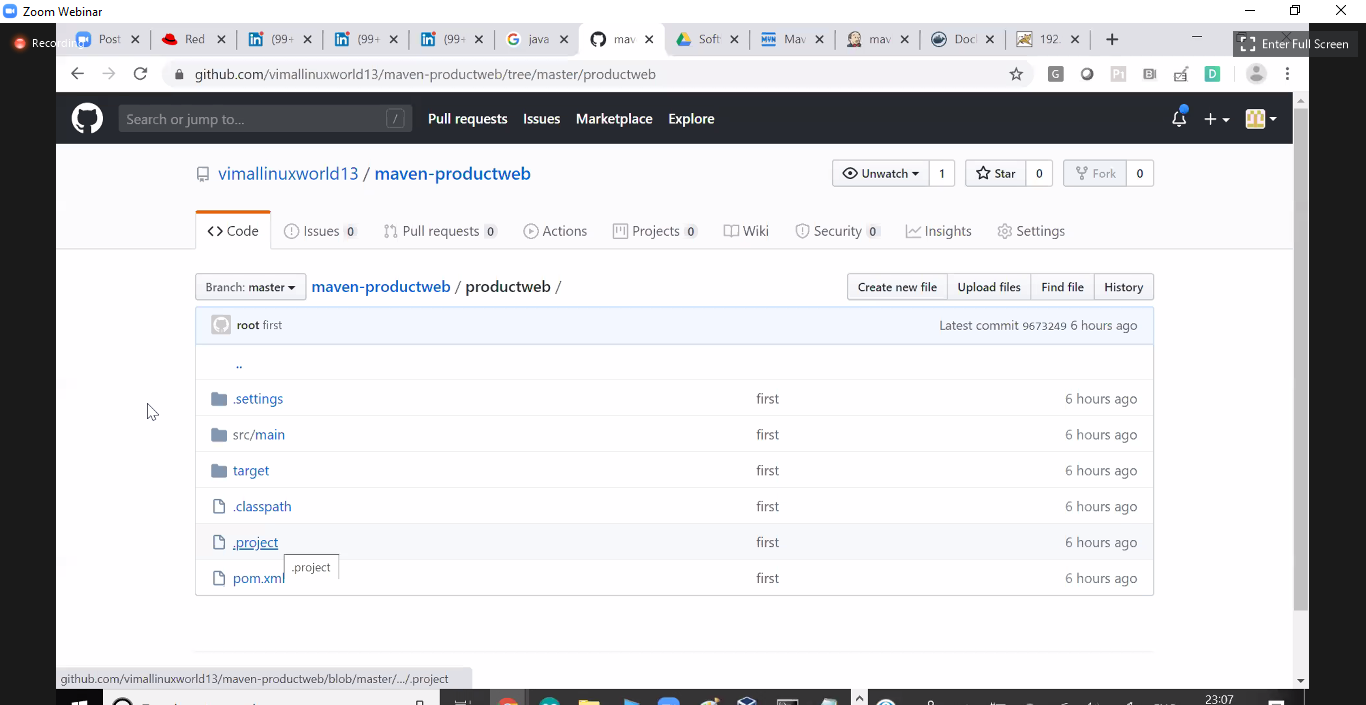 Zoom Webinar
Recording
Post
Red
(99+
(99+
(99+
java
mav
Soft
Mav
mav
Doc
192.
Enter Full Screen
github.com/vimallinuxworld13/maven-productweb/tree/master/productweb
Search or jump to... /
Pull requests Issues Marketplace Explore
vimallinuxworld13 / maven-productweb
Unwatch 1 Star 0 Fork 0
Code Issues 0 Pull requests 0 Actions Projects 0 Wiki Security 0 Insights Settings
Branch: master maven-productweb / productweb /
Create new file Upload files Find file History
root first Latest commit 9673249 6 hours ago
..
.settings first 6 hours ago
src/main first 6 hours ago
target first 6 hours ago
.classpath first 6 hours ago
.project first 6 hours ago
.project
pom.xml first 6 hours ago
github.com/vimallinuxworld13/maven-productweb/blob/master/.../.project
23:07